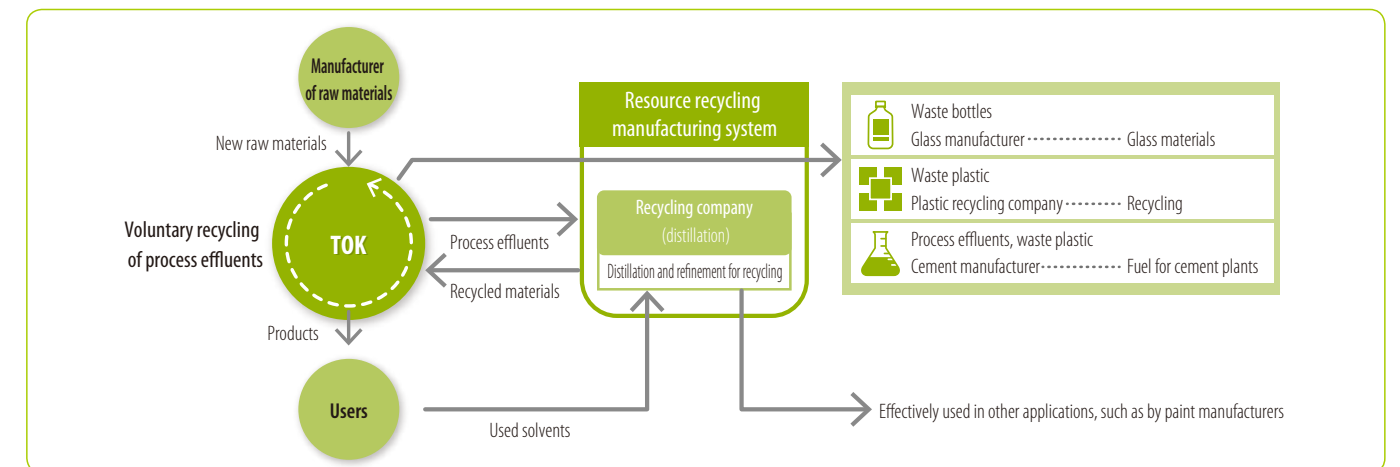 Manufacturer
of raw materials
New raw materials
Voluntary recycling
of process effluents
TOK
Products
Users
Process effluents
Recycled materials
Used solvents
Resource recycling
manufacturing system
Recycling company
(distillation)
Distillation and refinement for recycling
Waste bottles
Glass manufacturer ‥‥‥‥‥‥‥ Glass materials
Waste plastic
Plastic recycling company ‥‥‥‥ Recycling
Process effluents, waste plastic
Cement manufacturer ‥‥‥‥‥‥ Fuel for cement plants
Effectively used in other applications, such as by paint manufacturers